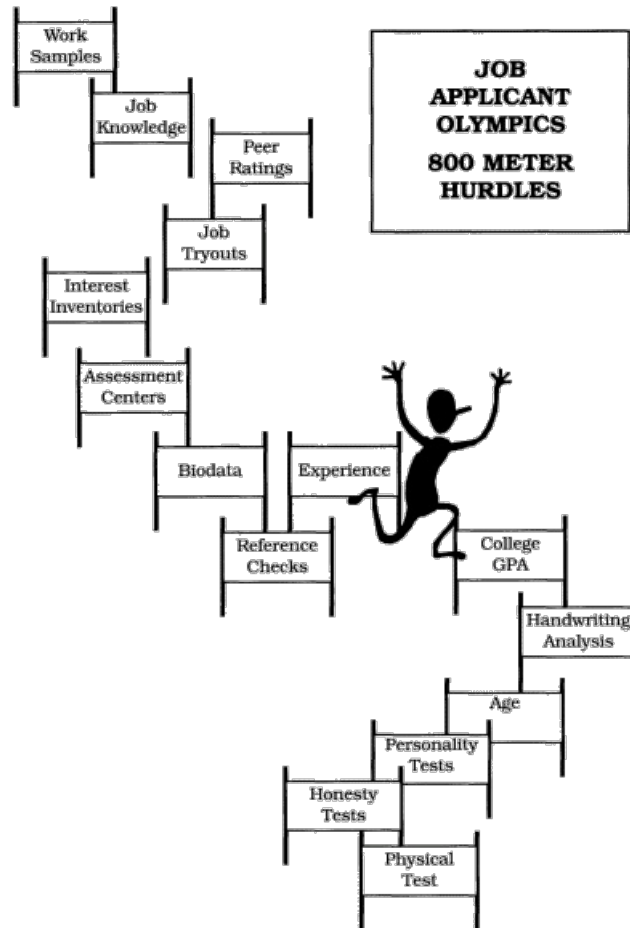 Work
Samples
JOB
APPLICANT
OLYMPICS
800 METER
HURDLES
Job
Knowledge
Peer
Ratings
Job
Tryouts
Interest
Inventories
Assessment
Centers
Biodata
Experience
Reference
Checks
College
GPA
Handwriting
Analysis
Age
Personality
Tests
Honesty
Tests
Physical
Test